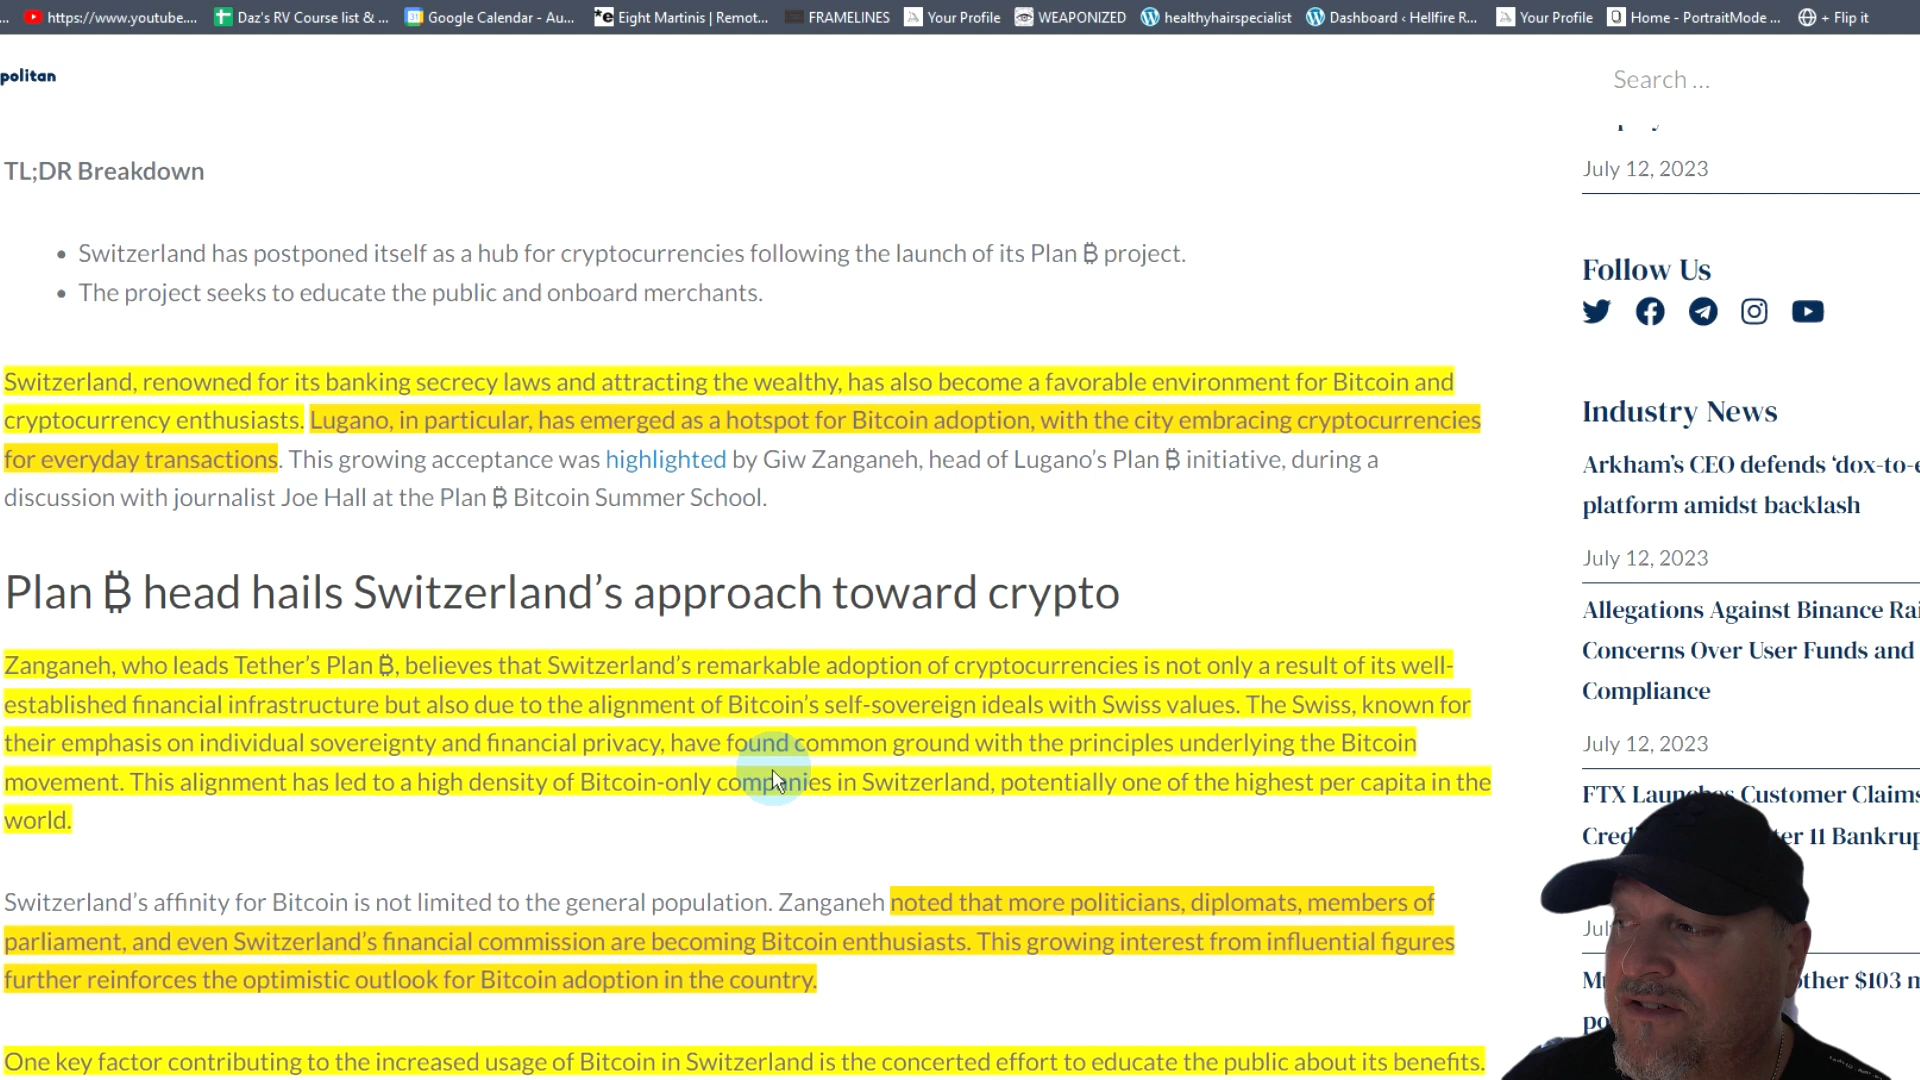 https://www.youtube....
Daz's RV Course list & ...
Google Calendar - Au...
*e Eight Martinis | Remot...
FRAMELINES
Your Profile
WEAPONIZED
healthyhairspecialist
Dashboard ‹ Hellfire R...
Your Profile
Home - PortraitMode ...
+ Flip it
politan
Search ...
TL;DR Breakdown
• Switzerland has postponed itself as a hub for cryptocurrencies following the launch of its Plan ₿ project.
• The project seeks to educate the public and onboard merchants.
Switzerland, renowned for its banking secrecy laws and attracting the wealthy, has also become a favorable environment for Bitcoin and
cryptocurrency enthusiasts. Lugano, in particular, has emerged as a hotspot for Bitcoin adoption, with the city embracing cryptocurrencies
for everyday transactions. This growing acceptance was highlighted by Giw Zanganeh, head of Lugano's Plan ₿ initiative, during a
discussion with journalist Joe Hall at the Plan ₿ Bitcoin Summer School.
Plan ₿ head hails Switzerland's approach toward crypto
Zanganeh, who leads Tether's Plan ₿, believes that Switzerland's remarkable adoption of cryptocurrencies is not only a result of its well-
established financial infrastructure but also due to the alignment of Bitcoin's self-sovereign ideals with Swiss values. The Swiss, known for
their emphasis on individual sovereignty and financial privacy, have found common ground with the principles underlying the Bitcoin
movement. This alignment has led to a high density of Bitcoin-only companies in Switzerland, potentially one of the highest per capita in the
world.
Switzerland's affinity for Bitcoin is not limited to the general population. Zanganeh noted that more politicians, diplomats, members of
parliament, and even Switzerland's financial commission are becoming Bitcoin enthusiasts. This growing interest from influential figures
further reinforces the optimistic outlook for Bitcoin adoption in the country.
One key factor contributing to the increased usage of Bitcoin in Switzerland is the concerted effort to educate the public about its benefits.
July 12, 2023
Follow Us
Industry News
Arkham's CEO defends 'dox-to-e
platform amidst backlash
July 12, 2023
Allegations Against Binance Rai
Concerns Over User Funds and
Compliance
July 12, 2023
FTX Launches Customer Claims
Cred er 11 Bankrup
Jul
other $103 m
po